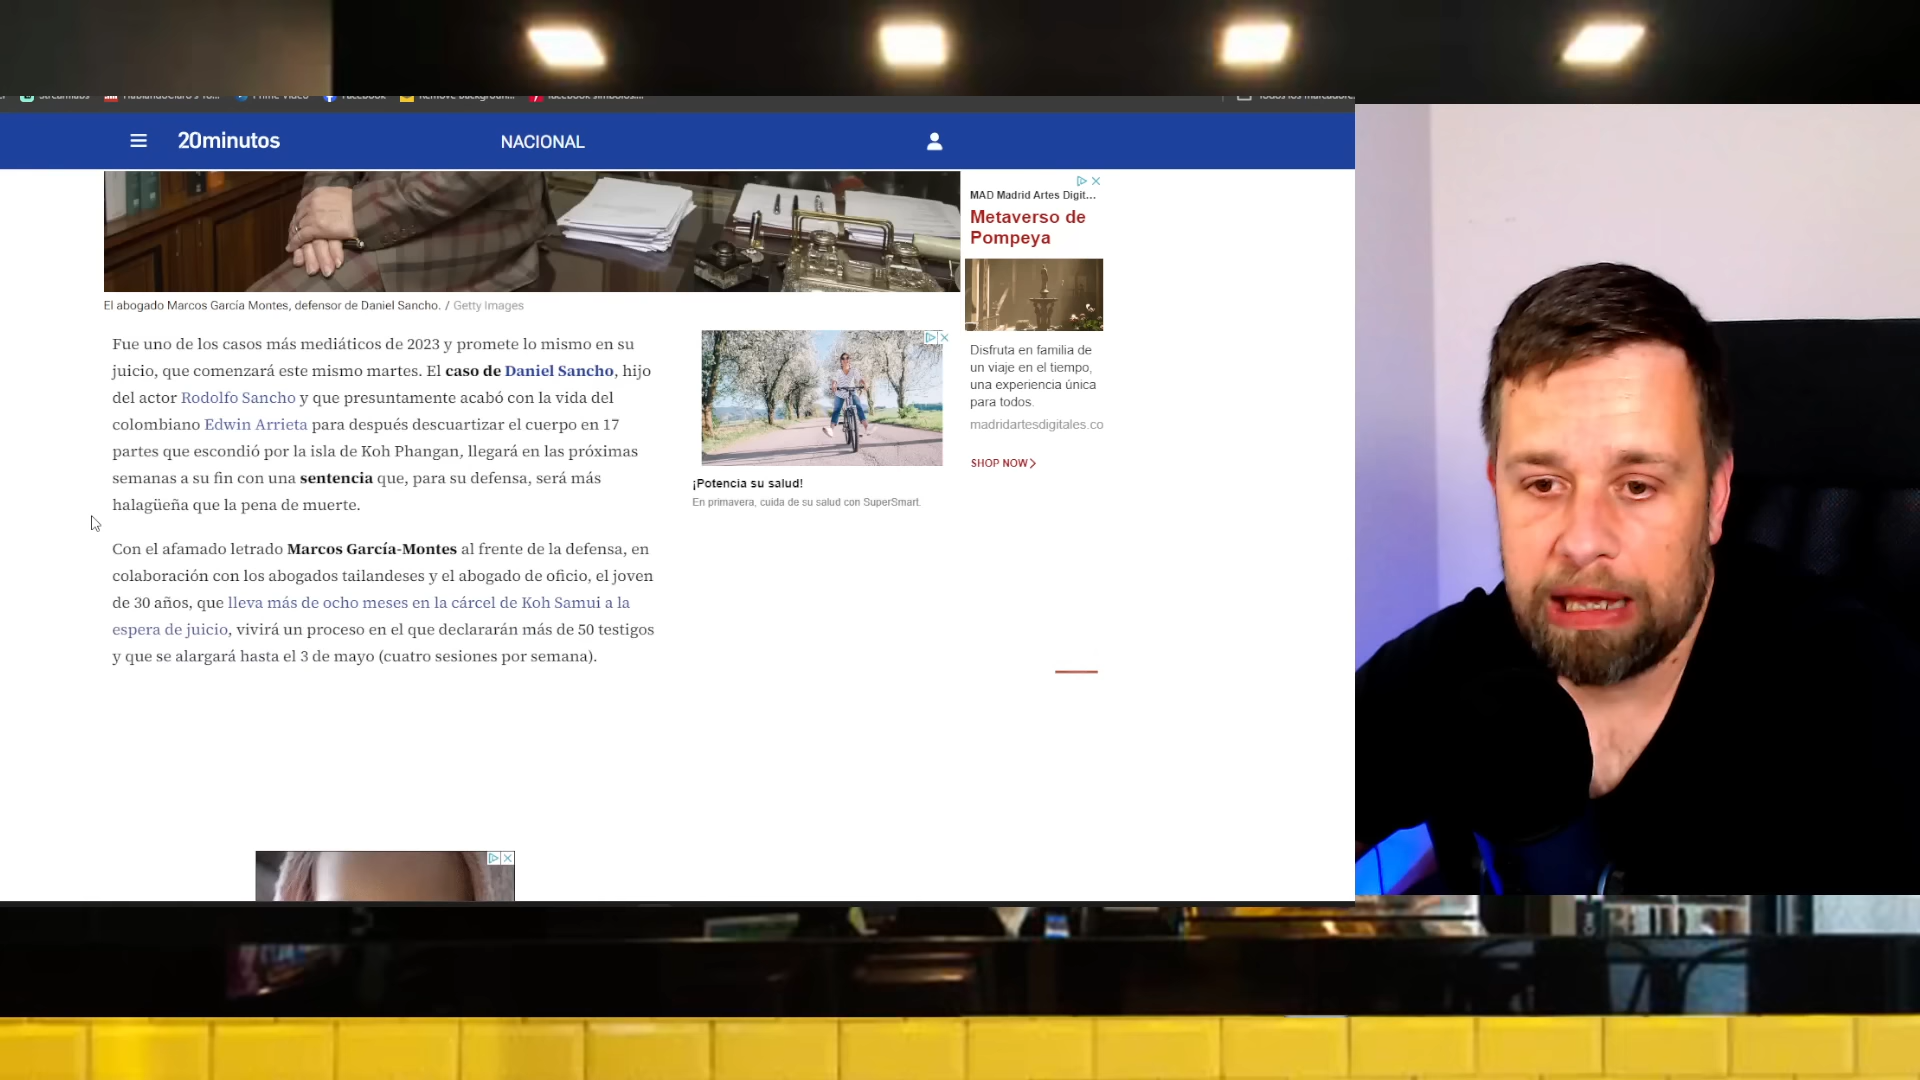 20minutos
NACIONAL
MAD Madrid Artes Digit...
Metaverso de
Pompeya
El abogado Marcos García Montes, defensor de Daniel Sancho. / Getty Images
Fue uno de los casos más mediáticos de 2023 y promete lo mismo en su
juicio, que comenzará este mismo martes. El caso de Daniel Sancho, hijo
del actor Rodolfo Sancho y que presuntamente acabó con la vida del
colombiano Edwin Arrieta para después descuartizar el cuerpo en 17
partes que escondió por la isla de Koh Phangan, llegará en las próximas
semanas a su fin con una sentencia que, para su defensa, será más
halagüeña que la pena de muerte.
Con el afamado letrado Marcos García-Montes al frente de la defensa, en
colaboración con los abogados tailandeses y el abogado de oficio, el joven
de 30 años, que lleva más de ocho meses en la cárcel de Koh Samui a la
espera de juicio, vivirá un proceso en el que declararán más de 50 testigos
y que se alargará hasta el 3 de mayo (cuatro sesiones por semana).
¡Potencia su salud!
En primavera, cuida de su salud con SuperSmart.
Disfruta en familia de
un viaje en el tiempo,
una experiencia única
para todos.
madridartesdigitales.co
SHOP NOW